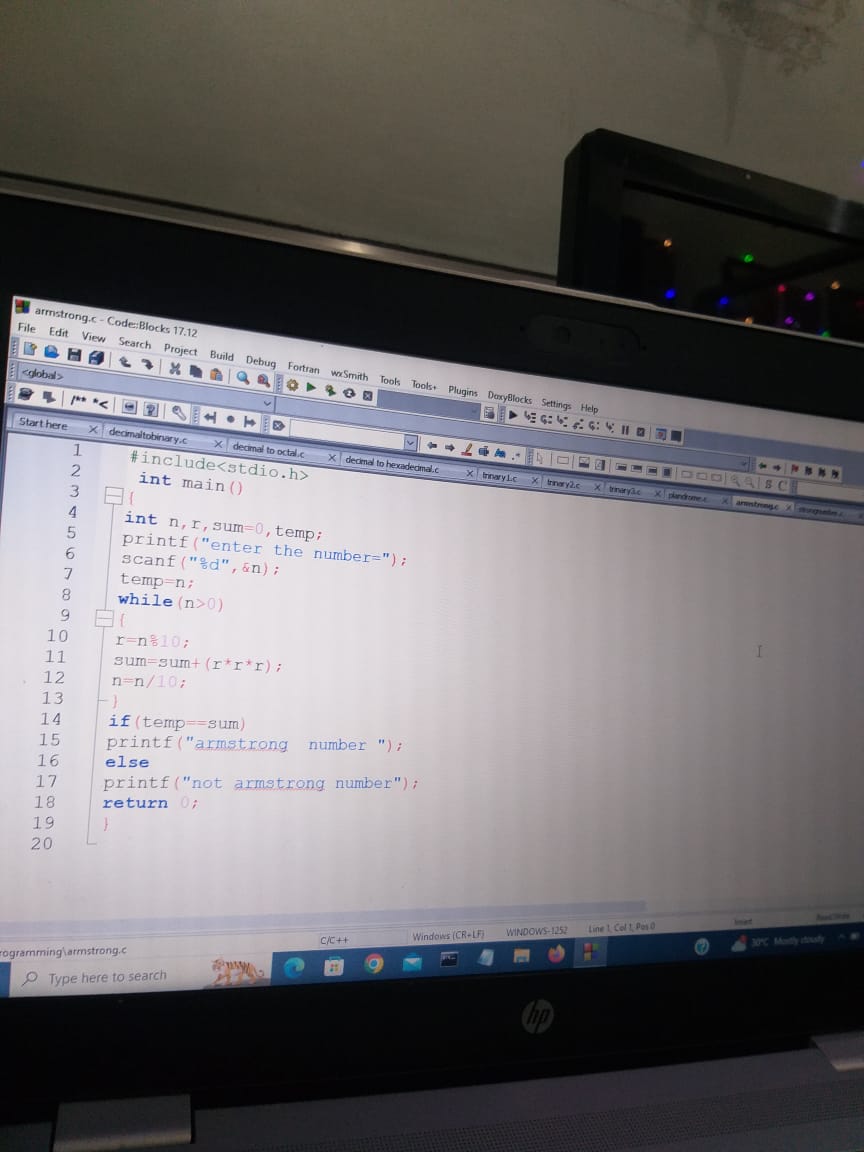 armstrong.c - Code::Blocks 17.12
File Edit View Search Project Build Debug Fortran wxSmith Tools Tools+ Plugins DoxyBlocks Settings Help
<global>
/** *<
S C
Start here decimaltobinary.c decimal to octal.c decimal to hexadecimal.c trinary1.c trinary2.c trinary3.c plandrome.c armstrong.c
1 #include<stdio.h>
2 int main()
3 {
4 int n,r,sum=0,temp;
5 printf("enter the number=");
6 scanf("%d",&n);
7 temp=n;
8 while(n>0)
9 {
10 r=n%10;
11 sum=sum+(r*r*r);
12 n=n/10;
13 }
14 if(temp==sum)
15 printf("armstrong  number ");
16 else
17 printf("not armstrong number");
18 return 0;
19 }
20
rogramming\armstrong.c C/C++ Windows (CR+LF) WINDOWS-1252 Line 1, Col 1, Pos 0 Insert Read/Write
Type here to search 30°C Mostly cloudy
hp